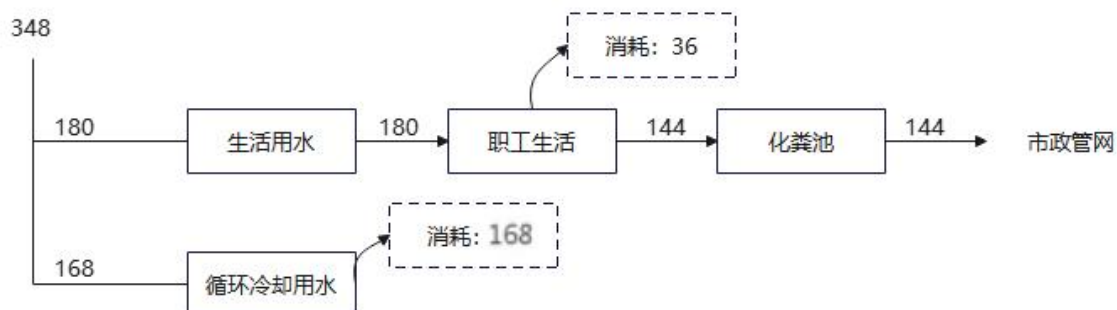 348
消耗：36
180
生活用水
180
职工生活
144
化粪池
144
市政管网
消耗：168
168
循环冷却用水